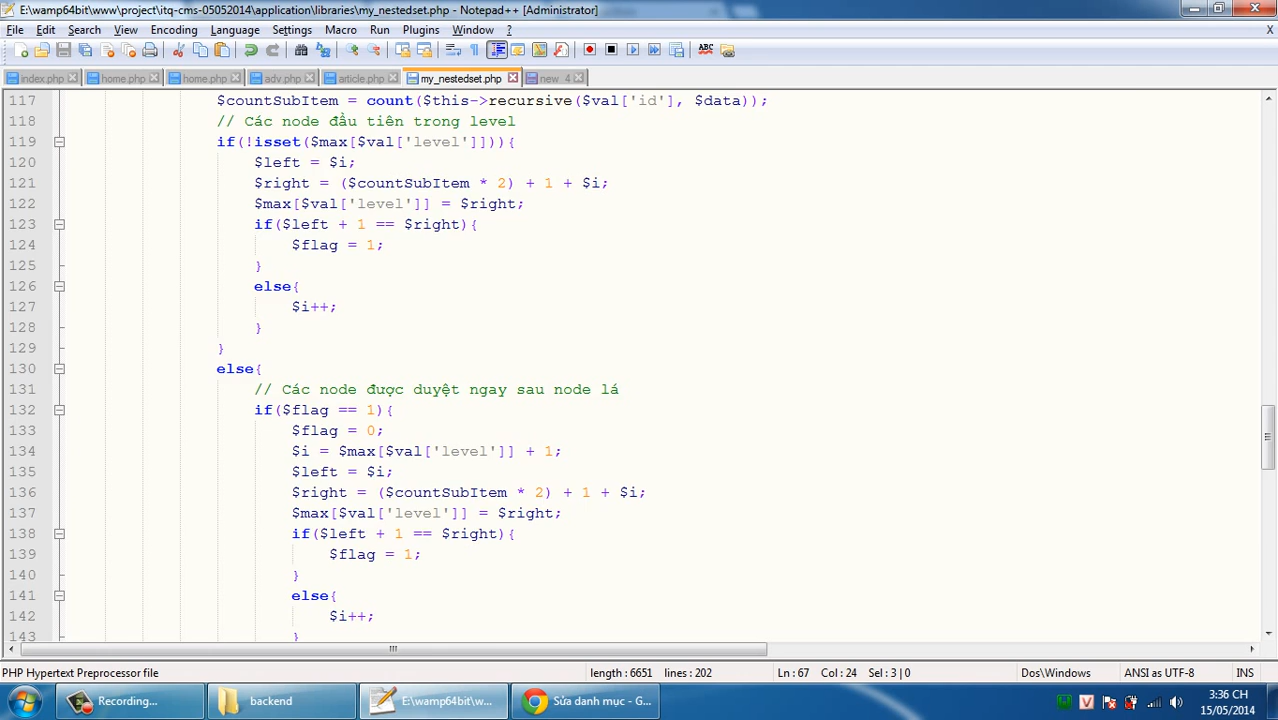 E:\wamp64bit\www\project\itq-cms-05052014\application\libraries\my_nestedset.php - Notepad++ [Administrator]
File Edit Search View Encoding Language Settings Macro Run Plugins Window ? X
index.php home.php home.php adv.php article.php my_nestedset.php new 4
117 $countSubItem = count($this->recursive($val['id'], $data));
118 // Các node đầu tiên trong level
119 if(!isset($max[$val['level']])){
120 $left = $i;
121 $right = ($countSubItem * 2) + 1 + $i;
122 $max[$val['level']] = $right;
123 if($left + 1 == $right){
124 $flag = 1;
125 }
126 else{
127 $i++;
128 }
129 }
130 else{
131 // Các node được duyệt ngay sau node lá
132 if($flag == 1){
133 $flag = 0;
134 $i = $max[$val['level']] + 1;
135 $left = $i;
136 $right = ($countSubItem * 2) + 1 + $i;
137 $max[$val['level']] = $right;
138 if($left + 1 == $right){
139 $flag = 1;
140 }
141 else{
142 $i++;
143 }
PHP Hypertext Preprocessor file length : 6651 lines : 202 Ln : 67 Col : 24 Sel : 3 | 0 Dos\Windows ANSI as UTF-8 INS
Recording... backend E:\wamp64bit\w... Sửa danh mục - G... 3:36 CH
15/05/2014